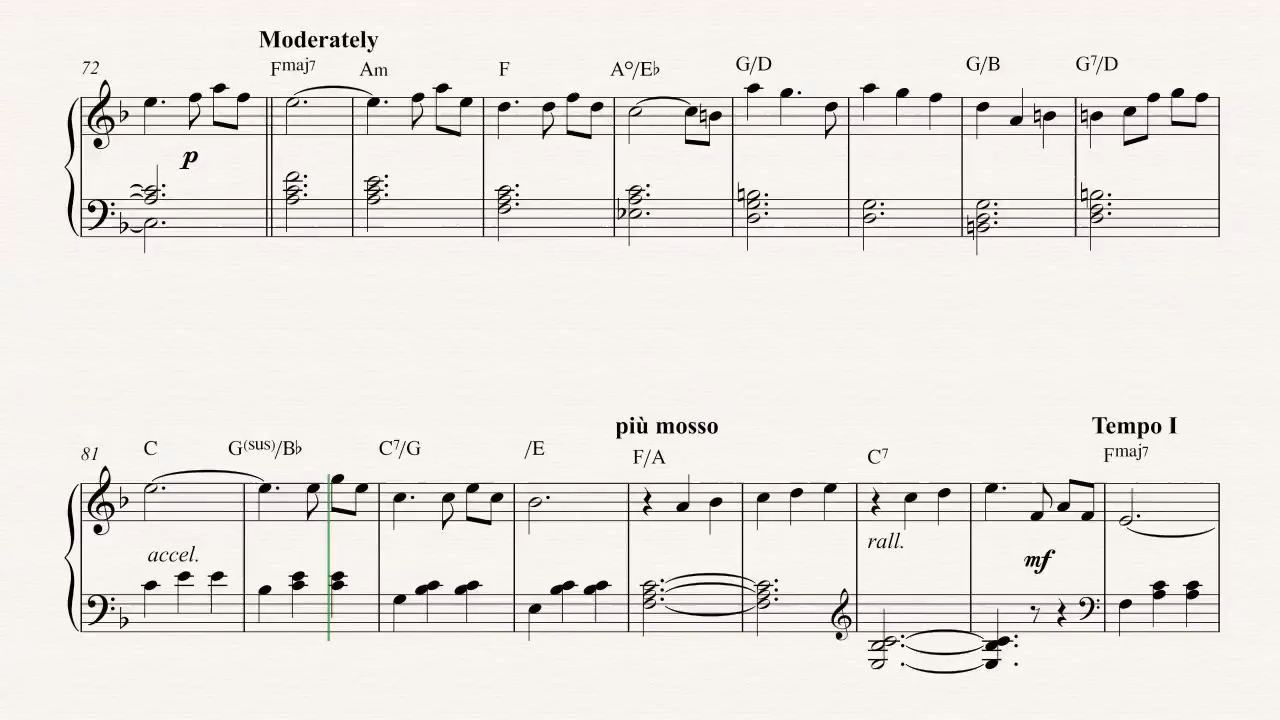 Moderately
72 Fmaj7 Am F A°/E♭ G/D G/B G7/D
p
più mosso Tempo I
81 C G(sus)/B♭ C7/G /E F/A C7 Fmaj7
accel. rall. mf